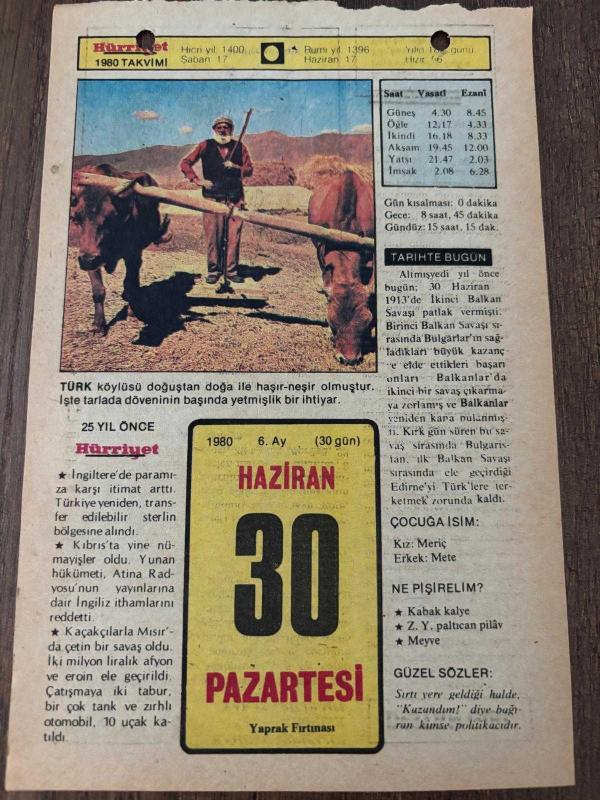 Hürriyet
1980 TAKVİMİ
Hicri yıl 1400
Şaban 17
Rumi yıl 1396
Haziran 17
Yılın
günü
Hızır
Saat Vasatî Ezanî
Güneş 4.30 8.45
Öğle 12.17 4.33
İkindi 16.18 8.33
Akşam 19.45 12.00
Yatsı 21.47 2.03
İmsak 2.08 6.28
Gün kısalması: 0 dakika
Gece: 8 saat, 45 dakika
Gündüz: 15 saat, 15 dak.
TARİHTE BUGÜN
Altmışyedi yıl önce
bugün; 30 Haziran
1913'de İkinci Balkan
Savaşı patlak vermişti.
Birinci Balkan Savaşı sı-
rasında Bulgarlar'ın sağ-
ladıkları büyük kazanç
ve elde ettikleri başarı
onları Balkanlar'da
ikinci bir savaş çıkarma-
ya zorlamış ve Balkanlar
yeniden kana bulanmış-
tı. Kırk gün süren bu sa-
vaş sırasında Bulgaris-
tan, ilk Balkan Savaşı
sırasında ele geçirdiği
Edirne'yi Türk'lere ter-
ketmek zorunda kaldı.
ÇOCUĞA İSİM:
Kız: Meriç
Erkek: Mete
NE PİŞİRELİM?
★ Kabak kalye
★ Z. Y. patlıcan pilâv
★ Meyve
GÜZEL SÖZLER:
Sırtı yere geldiği halde,
"Kazandım!" diye bağı-
ran kimse politikacıdır.
TÜRK köylüsü doğuştan doğa ile haşır-neşir olmuştur.
İşte tarlada döveninin başında yetmişlik bir ihtiyar.
25 YIL ÖNCE
Hürriyet
★ İngiltere'de paramı-
za karşı itimat arttı.
Türkiye yeniden, trans-
fer edilebilir sterlin
bölgesine alındı.
★ Kıbrıs'ta yine nü-
mayişler oldu. Yunan
hükümeti, Atina Rad-
yosu'nun yayınlarına
dair İngiliz ithamlarını
reddetti.
★ Kaçakçılarla Mısır'-
da çetin bir savaş oldu.
İki milyon liralık afyon
ve eroin ele geçirildi.
Çatışmaya iki tabur,
bir çok tank ve zırhlı
otomobil, 10 uçak ka-
tıldı.
1980 6. Ay (30 gün)
HAZİRAN
30
PAZARTESİ
Yaprak Fırtınası